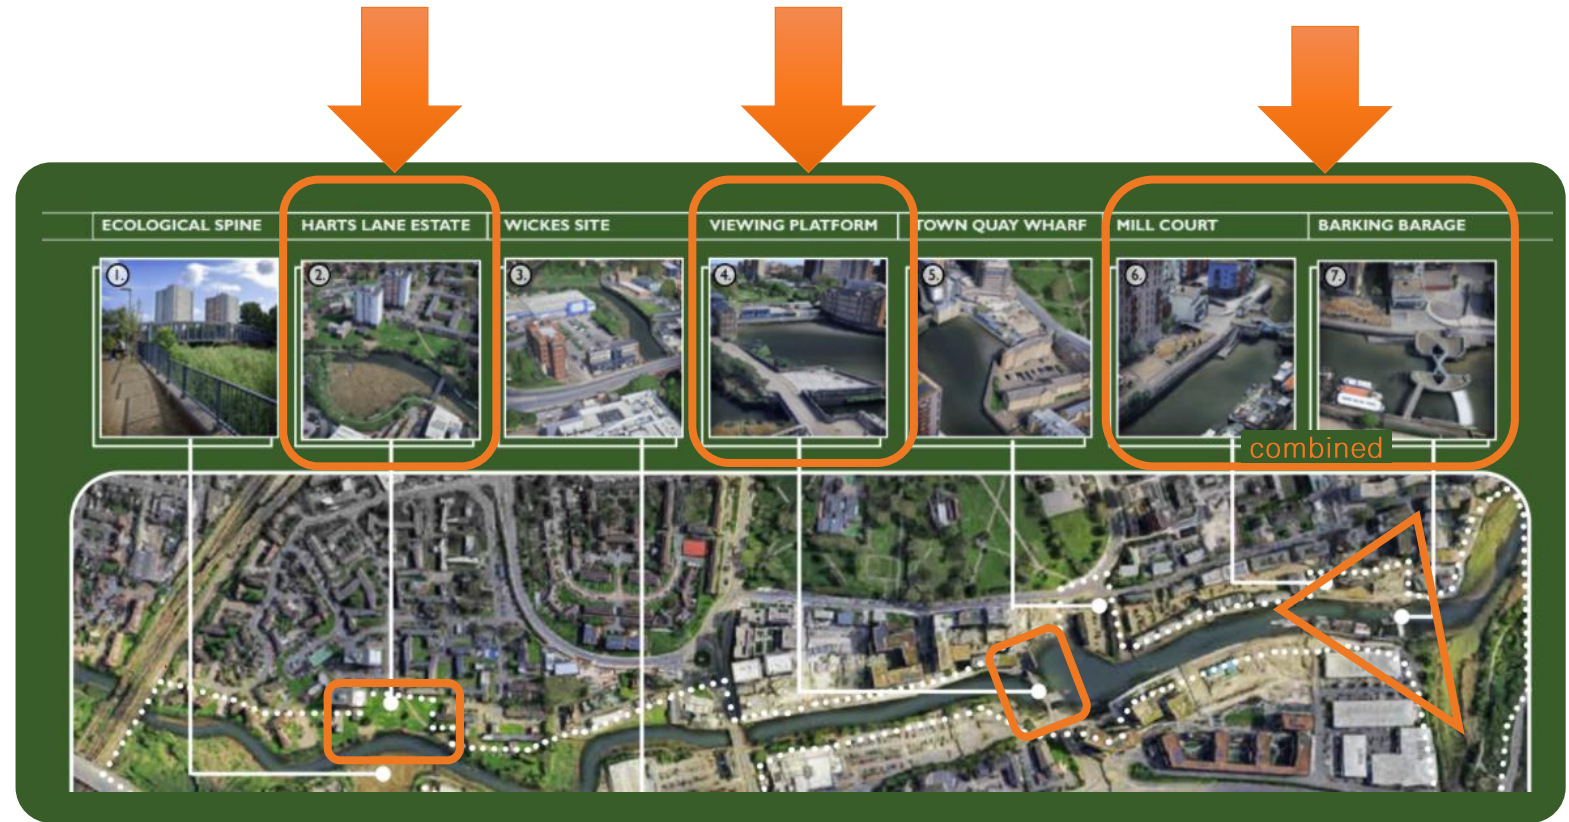 ECOLOGICAL SPINE
HARTS LANE ESTATE
WICKES SITE
VIEWING PLATFORM
TOWN QUAY WHARF
MILL COURT
BARKING BARAGE
1.
2.
3.
4.
5.
6.
7.
combined